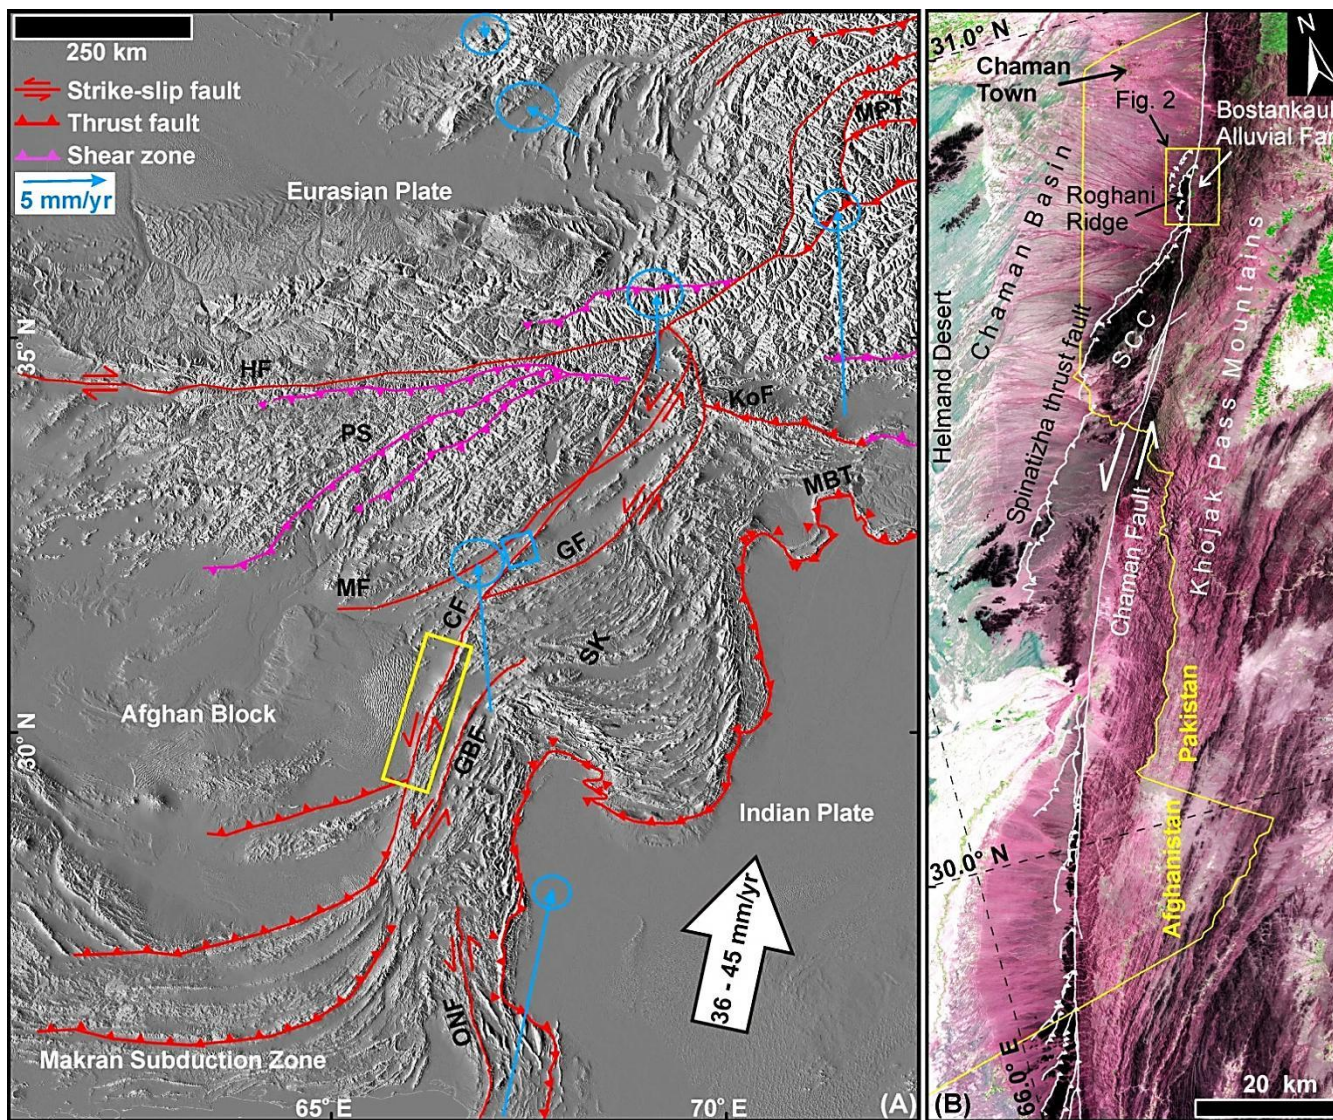 250 km
Strike-slip fault
Thrust fault
Shear zone
5 mm/yr
Eurasian Plate
MPT
35° N
HF
PS
KoF
MBT
GF
MF
CF
SK
Afghan Block
GBF
30° N
Indian Plate
36 - 45 mm/yr
ONF
Makran Subduction Zone
65° E
70° E
(A)
31.0° N
N
Chaman
Town
Fig. 2
Bostankaul
Alluvial Fan
Chaman Basin
Roghani
Ridge
Helmand Desert
Spinatizha thrust fault
SCC
Khojak Pass Mountains
Chaman Fault
Pakistan
30.0° N
Afghanistan
66.0° E
20 km
(B)